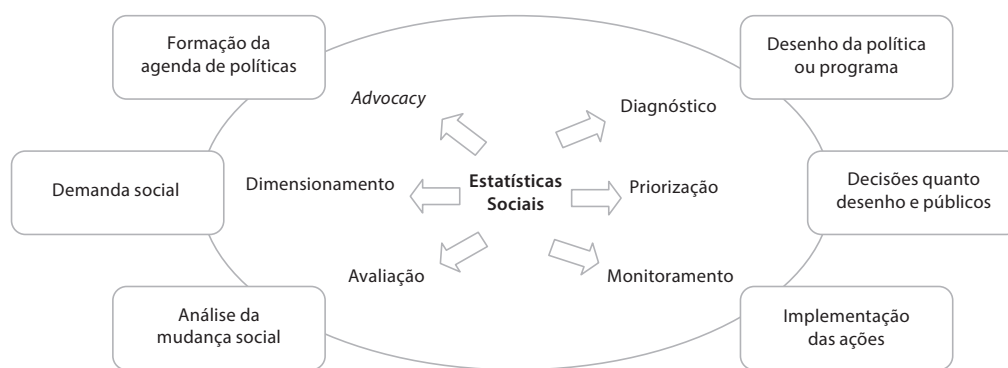 Formação da
agenda de políticas
Desenho da política
ou programa
Advocacy
Diagnóstico
Demanda social
Dimensionamento
Estatísticas
Sociais
Priorização
Decisões quanto
desenho e públicos
Avaliação
Monitoramento
Análise da
mudança social
Implementação
das ações